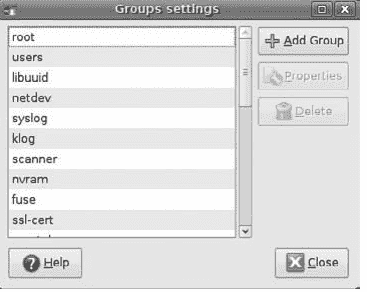 Groups settings
root
users
libuuid
netdev
syslog
klog
scanner
nvram
fuse
ssl-cert
Add Group
Properties
Delete
Help
Close